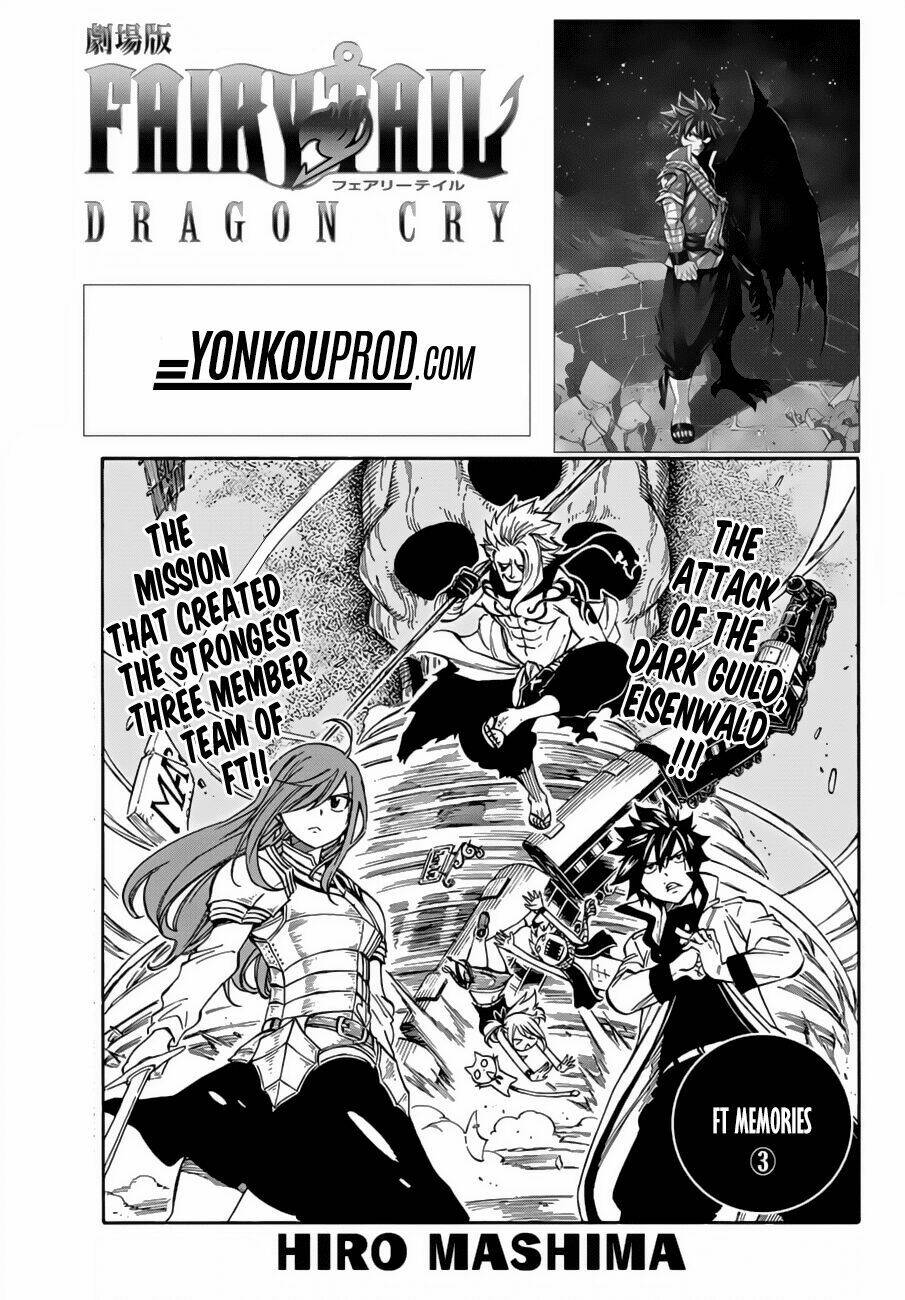 劇場版
FAIRY TAIL
フェアリーテイル
DRAGON CRY
YONKOUPROD.COM
THE
ATTACK
OF THE
DARK GUILD,
EISENWALD
!!!
THE
MISSION
THAT CREATED
THE STRONGEST
THREE MEMBER
TEAM OF
FT!!
FT MEMORIES
③
HIRO MASHIMA